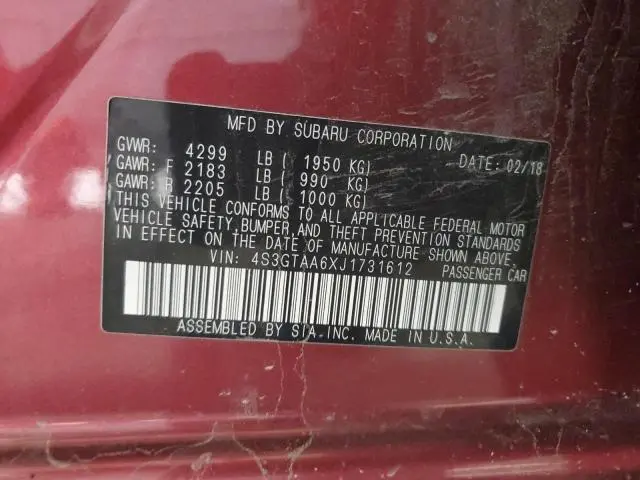 MFD BY SUBARU CORPORATION
GVWR: 4299 LB ( 1950 KG) DATE: 02/18
GAWR: F 2183 LB ( 990 KG)
GAWR: R 2205 LB ( 1000 KG)
THIS VEHICLE CONFORMS TO ALL APPLICABLE FEDERAL MOTOR
VEHICLE SAFETY, BUMPER, AND THEFT PREVENTION STANDARDS
IN EFFECT ON THE DATE OF MANUFACTURE SHOWN ABOVE.
VIN: 4S3GTAA6XJ1731612 PASSENGER CAR
ASSEMBLED BY SIA, INC. MADE IN U.S.A.